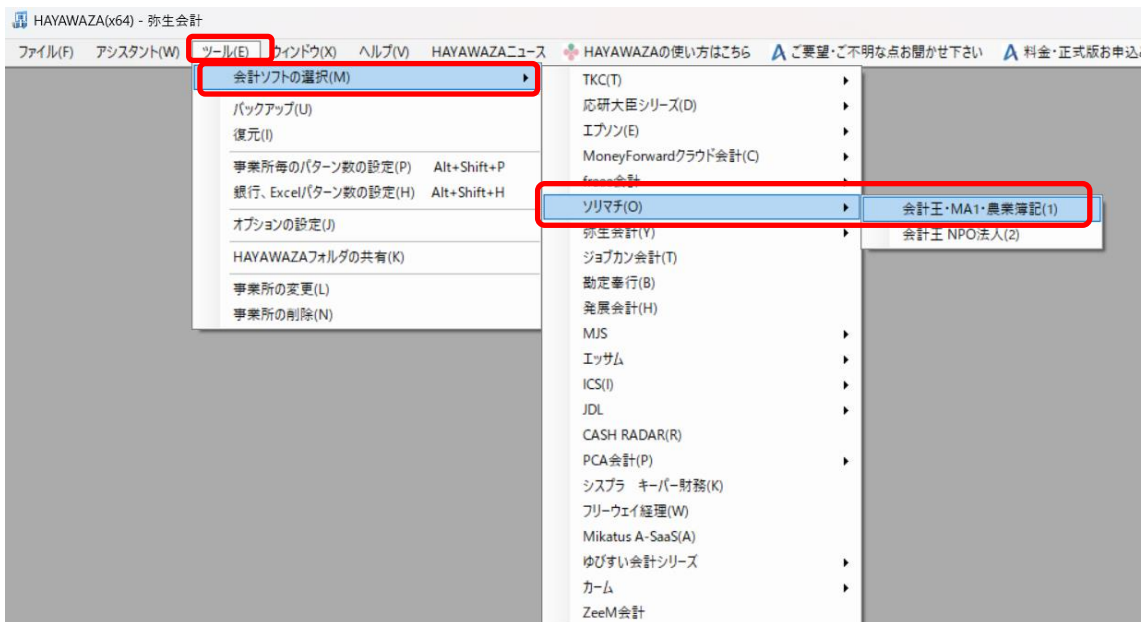 HAYAWAZA(x64) - 弥生会計
ファイル(F) アシスタント(W) ツール(E) ウィンドウ(X) ヘルプ(V) HAYAWAZAニュース HAYAWAZAの使い方はこちら ご要望・ご不明な点お聞かせ下さい 料金・正式版お申込み
会計ソフトの選択(M)
バックアップ(U)
復元(I)
事業所毎のパターン数の設定(P) Alt+Shift+P
銀行、Excelパターン数の設定(H) Alt+Shift+H
オプションの設定(J)
HAYAWAZAフォルダの共有(K)
事業所の変更(L)
事業所の削除(N)
TKC(T)
応研大臣シリーズ(D)
エプソン(E)
MoneyForwardクラウド会計(C)
freee会計
ソリマチ(O)
弥生会計(Y)
ジョブカン会計(T)
勘定奉行(B)
発展会計(H)
MJS
エッサム
ICS(I)
JDL
CASH RADAR(R)
PCA会計(P)
シスプラ キーパー財務(K)
フリーウェイ経理(W)
Mikatus A-SaaS(A)
ゆびすい会計シリーズ
カーム
ZeeM会計
会計王・MA1・農業簿記(1)
会計王 NPO法人(2)